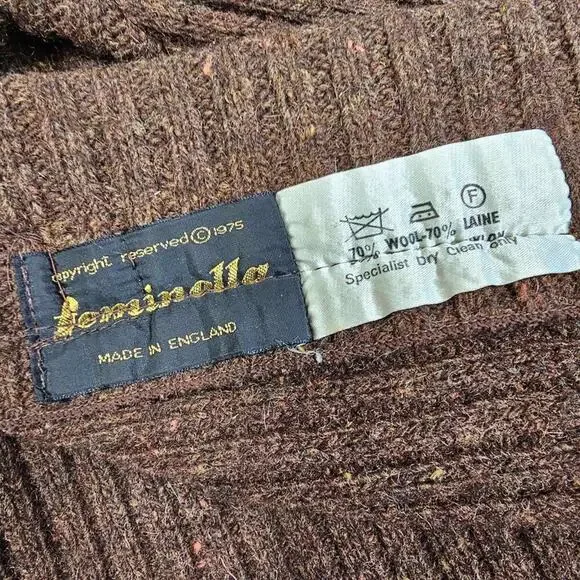 copyright reserved © 1975
feminella
MADE IN ENGLAND
F
70% WOOL-70% LAINE
Specialist Dry Clean Only